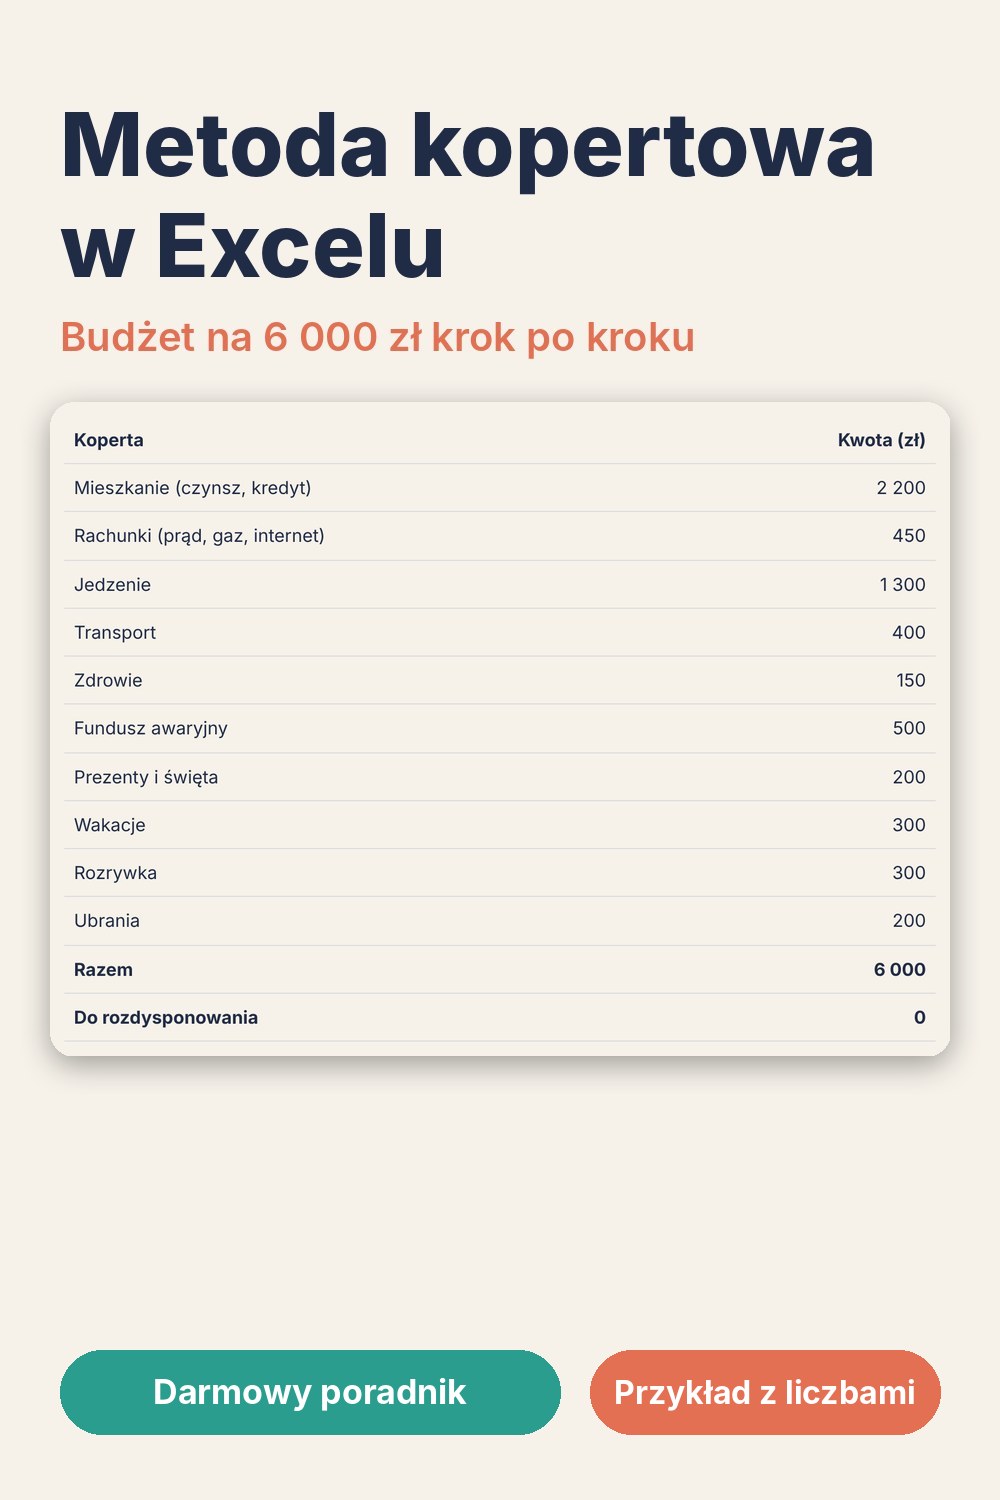 Metoda kopertowa
w Excelu
Budżet na 6 000 zł krok po kroku
Koperta Kwota (zł)
Mieszkanie (czynsz, kredyt) 2 200
Rachunki (prąd, gaz, internet) 450
Jedzenie 1 300
Transport 400
Zdrowie 150
Fundusz awaryjny 500
Prezenty i święta 200
Wakacje 300
Rozrywka 300
Ubrania 200
Razem 6 000
Do rozdysponowania 0
Darmowy poradnik Przykład z liczbami